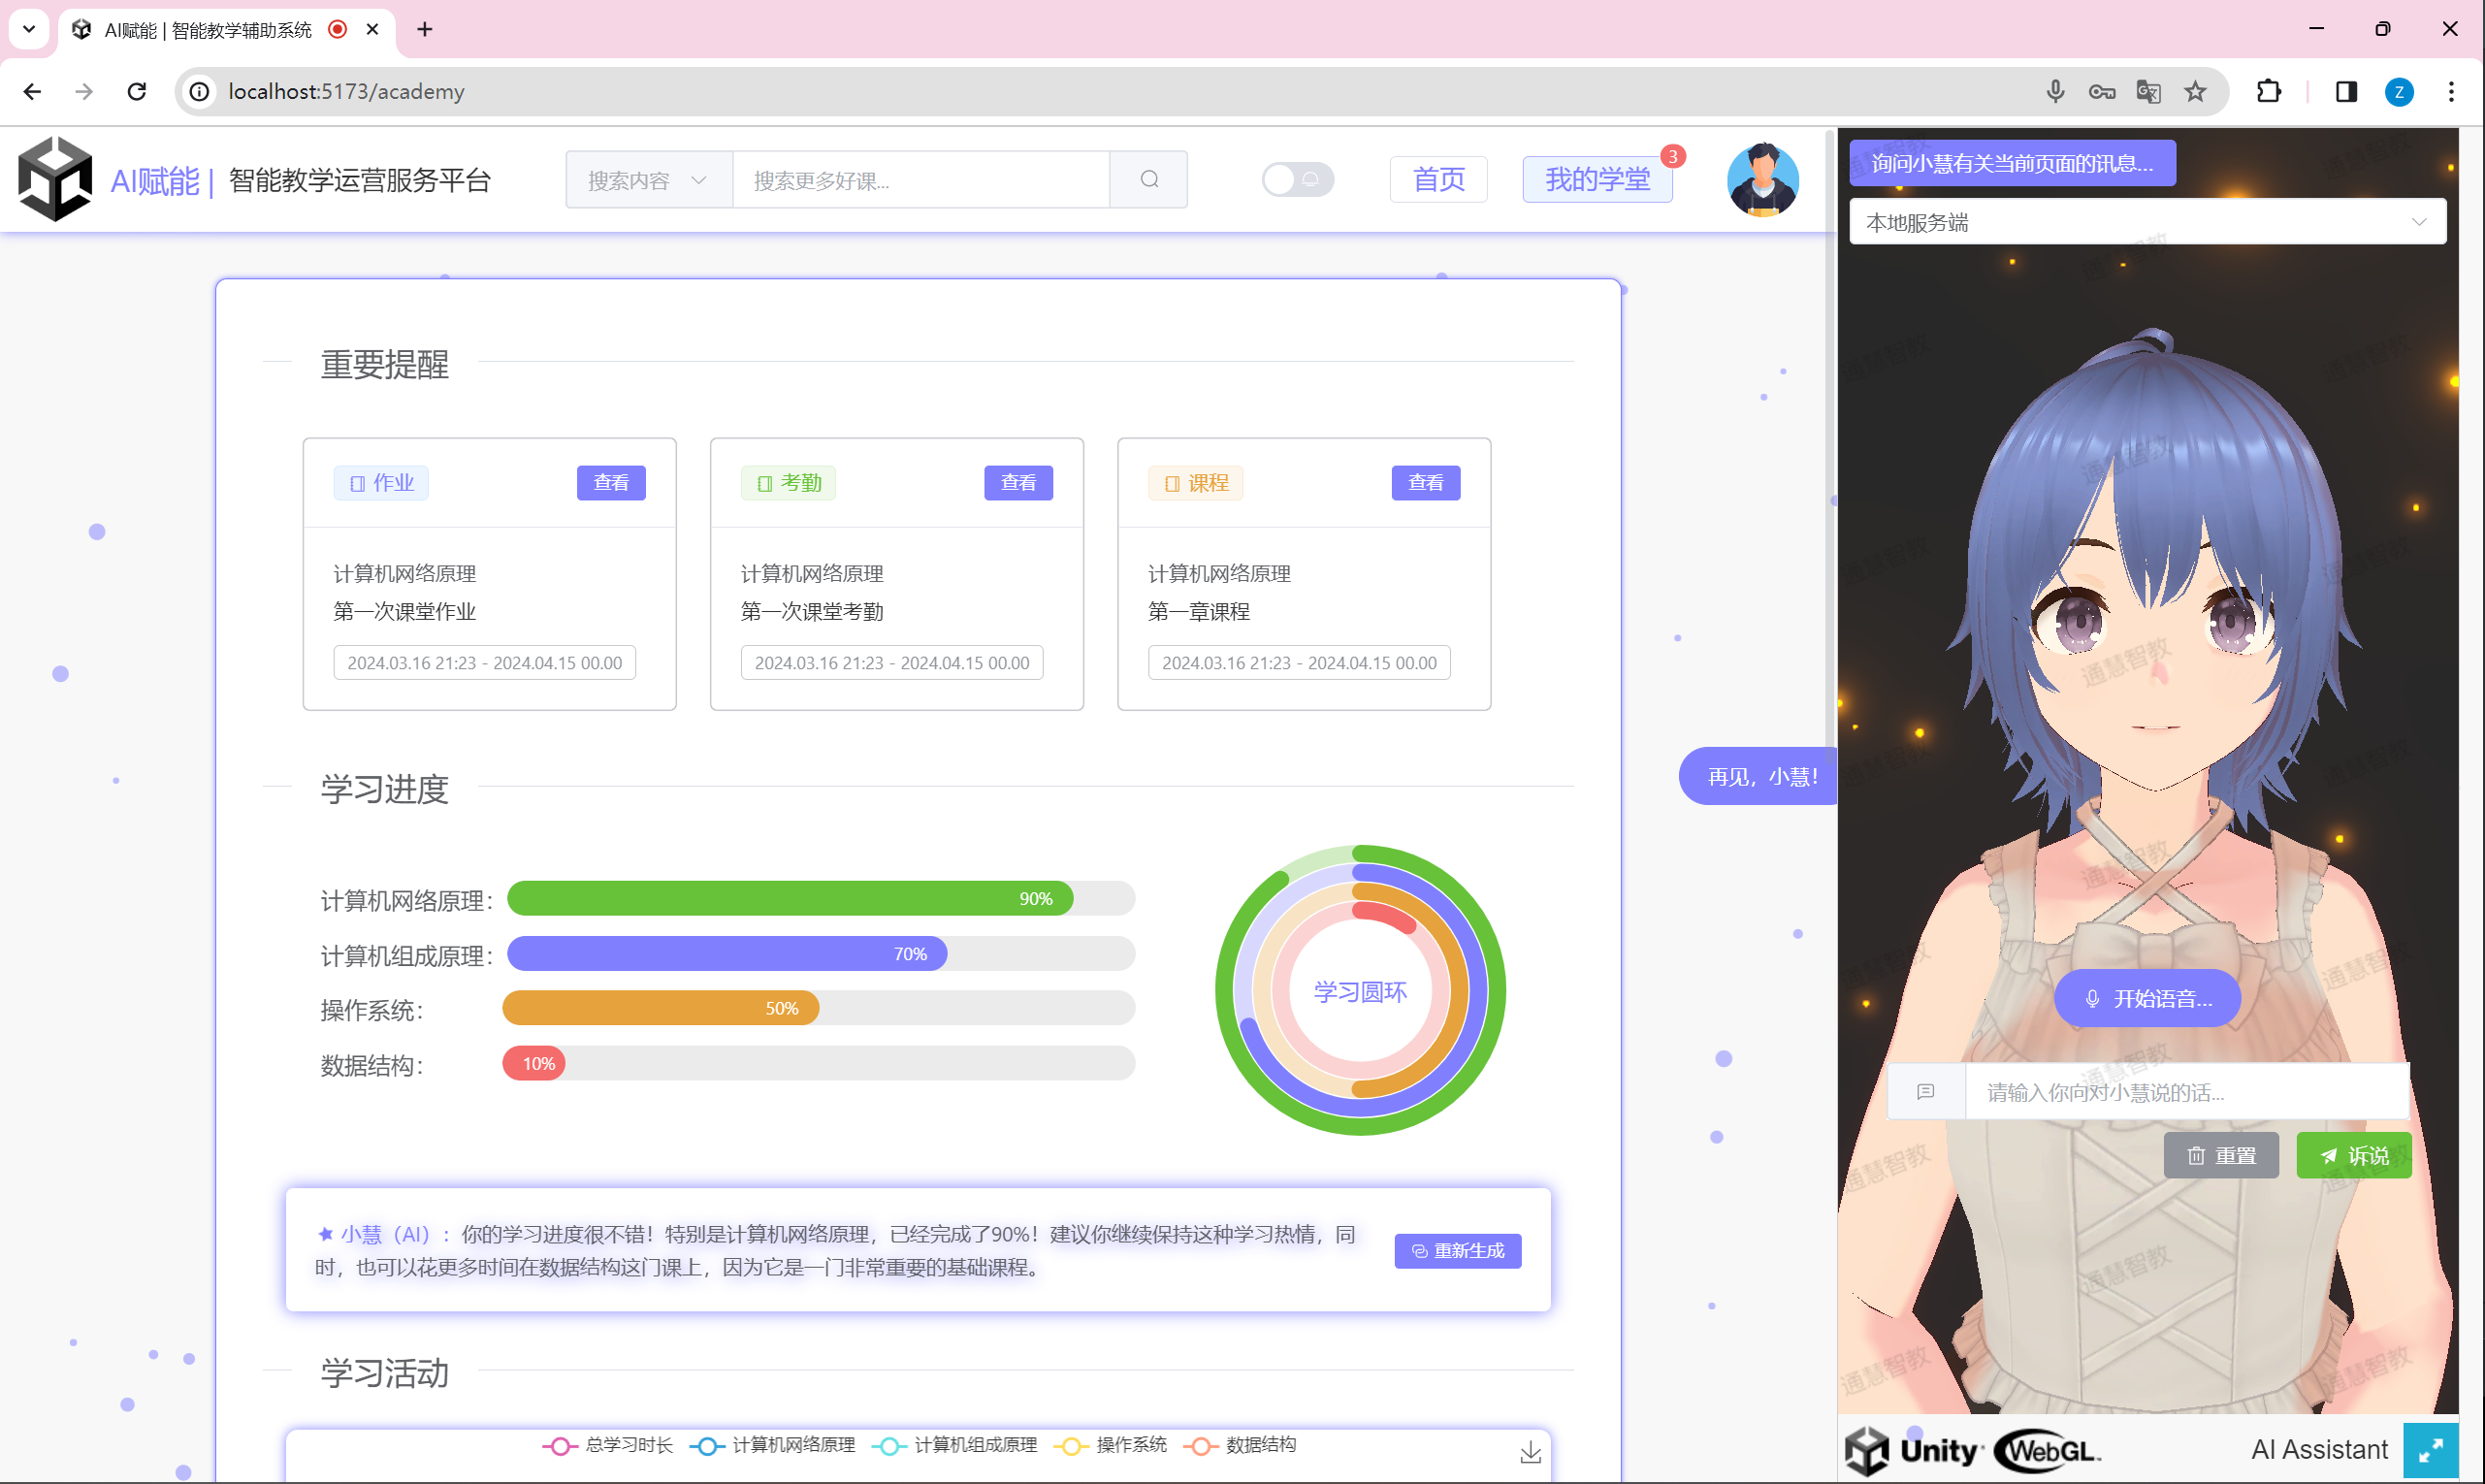 AI赋能 | 智能教学辅助系统
localhost:5173/academy
Z
AI赋能 | 智能教学运营服务平台
搜索内容
搜索更多好课...
首页
我的学堂
3
询问小慧有关当前页面的讯息...
本地服务端
重要提醒
作业
查看
考勤
查看
课程
查看
计算机网络原理
第一次课堂作业
2024.03.16 21:23 - 2024.04.15 00.00
计算机网络原理
第一次课堂考勤
2024.03.16 21:23 - 2024.04.15 00.00
计算机网络原理
第一章课程
2024.03.16 21:23 - 2024.04.15 00.00
再见，小慧！
学习进度
计算机网络原理：
90%
计算机组成原理：
70%
操作系统：
50%
数据结构：
10%
学习圆环
开始语音...
请输入你向对小慧说的话...
重置
诉说
小慧（AI）：你的学习进度很不错！特别是计算机网络原理，已经完成了90%！建议你继续保持这种学习热情，同
时，也可以花更多时间在数据结构这门课上，因为它是一门非常重要的基础课程。
重新生成
学习活动
总学习时长
计算机网络原理
计算机组成原理
操作系统
数据结构
Unity
WebGL
AI Assistant
通慧智教